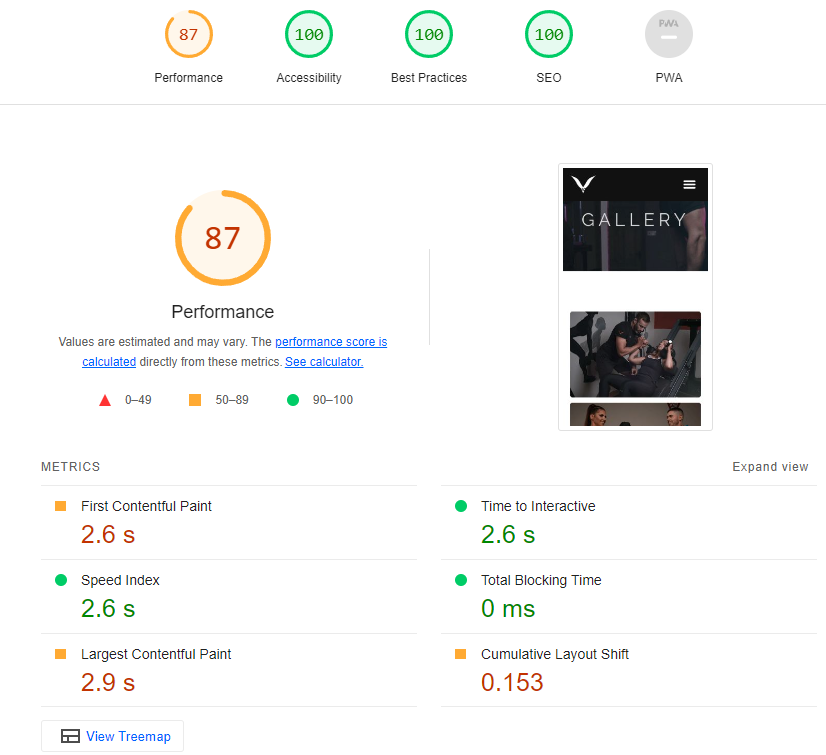 87
100
100
100
PWA
Performance
Accessibility
Best Practices
SEO
PWA
87
Performance
Values are estimated and may vary. The performance score is
calculated directly from these metrics. See calculator.
0–49
50–89
90–100
GALLERY
METRICS
Expand view
First Contentful Paint
2.6 s
Time to Interactive
2.6 s
Speed Index
2.6 s
Total Blocking Time
0 ms
Largest Contentful Paint
2.9 s
Cumulative Layout Shift
0.153
View Treemap